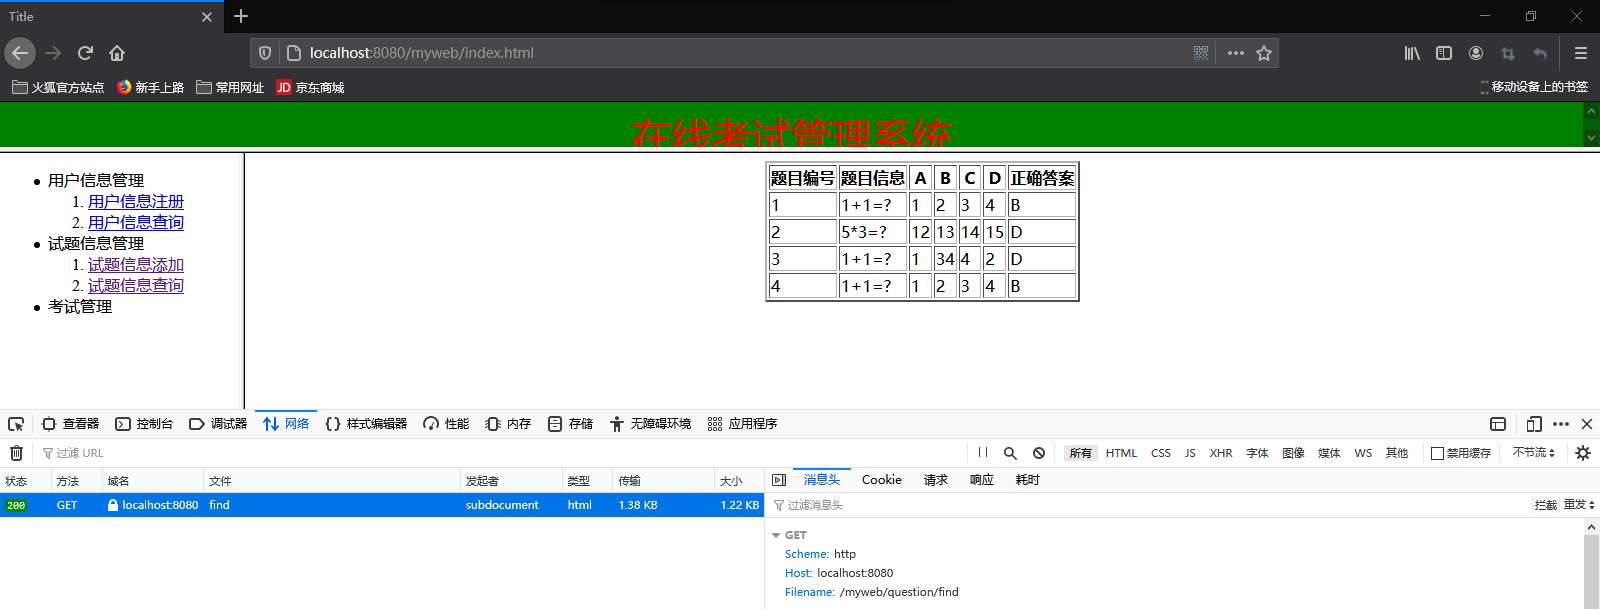 Title
localhost:8080/myweb/index.html
火狐官方站点 新手上路 常用网址 JD 京东商城 移动设备上的书签
在线考试管理系统
用户信息管理
1. 用户信息注册
2. 用户信息查询
试题信息管理
1. 试题信息添加
2. 试题信息查询
考试管理
题目编号 题目信息 A B C D 正确答案
1 1+1=? 1 2 3 4 B
2 5*3=? 12 13 14 15 D
3 1+1=? 1 34 4 2 D
4 1+1=? 1 2 3 4 B
查看器 控制台 调试器 网络 样式编辑器 性能 内存 存储 无障碍环境 应用程序
过滤 URL 所有 HTML CSS JS XHR 字体 图像 媒体 WS 其他 禁用缓存 不节流
状态 方法 域名 文件 发起者 类型 传输 大小
200 GET localhost:8080 find subdocument html 1.38 KB 1.22 KB
消息头 Cookie 请求 响应 耗时
过滤消息头 拦截 重发
GET
Scheme: http
Host: localhost:8080
Filename: /myweb/question/find